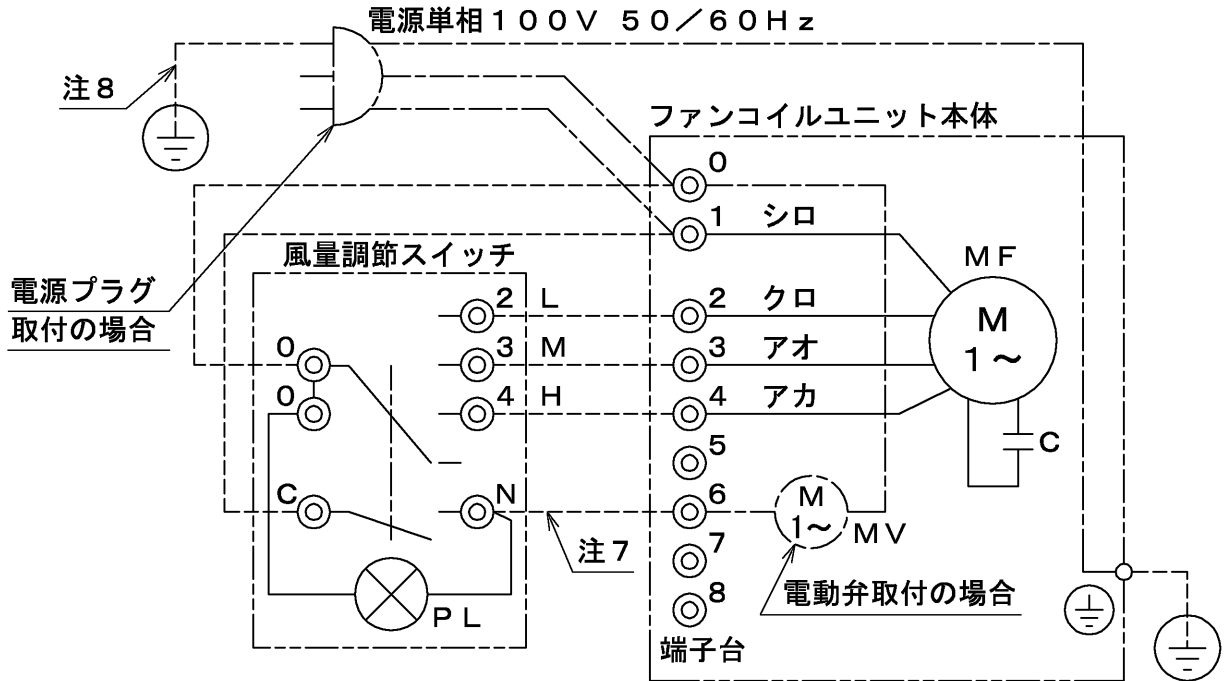 電源単相100V 50/60Hz
注8
ファンコイルユニット本体
0
1 シロ
風量調節スイッチ
MF
電源プラグ
取付の場合
2 L
2 クロ
M
1~
0
3 M
3 アオ
0
4 H
4 アカ
C
5
C
N
6
M
1~
MV
注7
7
電動弁取付の場合
8
PL
端子台